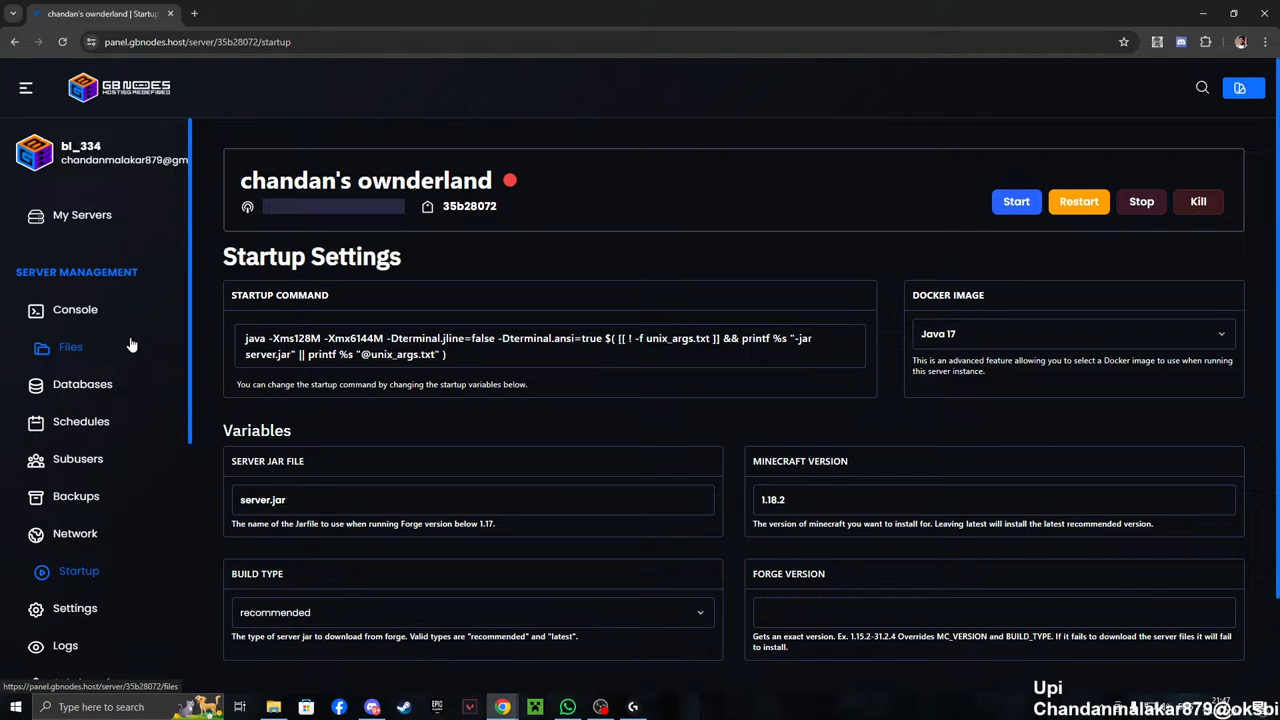 chandan's ownderland | Startup
panel.gbnodes.host/server/35b28072/startup
GBNODES
HOSTING REDEFINED
bl_334
chandanmalakar879@gm
My Servers
SERVER MANAGEMENT
Console
Files
Databases
Schedules
Subusers
Backups
Network
Startup
Settings
Logs
chandan's ownderland
35b28072
Start
Restart
Stop
Kill
Startup Settings
STARTUP COMMAND
java -Xms128M -Xmx6144M -Dterminal.jline=false -Dterminal.ansi=true $( [[ ! -f unix_args.txt ]] && printf %s "-jar
server.jar" || printf %s "@unix_args.txt" )
You can change the startup command by changing the startup variables below.
DOCKER IMAGE
Java 17
This is an advanced feature allowing you to select a Docker image to use when running
this server instance.
Variables
SERVER JAR FILE
server.jar
The name of the Jarfile to use when running Forge version below 1.17.
MINECRAFT VERSION
1.18.2
The version of minecraft you want to install for. Leaving latest will install the latest recommended version.
BUILD TYPE
recommended
The type of server jar to download from forge. Valid types are "recommended" and "latest".
FORGE VERSION
Gets an exact version. Ex. 1.15.2-31.2.4 Overrides MC_VERSION and BUILD_TYPE. If it fails to download the server files it will fail
to install.
https://panel.gbnodes.host/server/35b28072/files
Type here to search
EPIC
Upi
Chandanmalakar879@oksbi
21:47